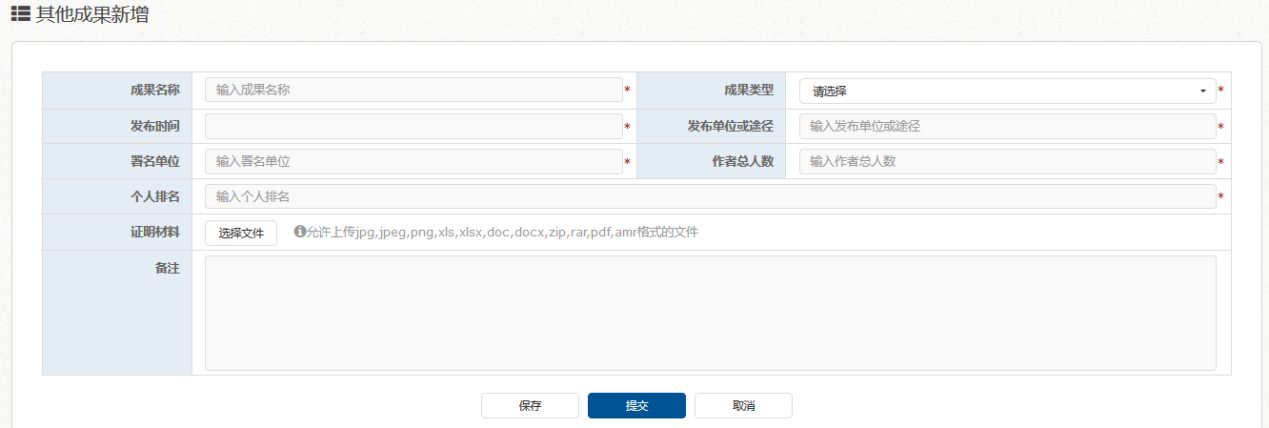 其他成果新增
成果名称 输入成果名称 * 成果类型 请选择 *
发布时间 * 发布单位或途径 输入发布单位或途径 *
署名单位 输入署名单位 * 作者总人数 输入作者总人数 *
个人排名 输入个人排名 *
证明材料 选择文件 允许上传jpg,jpeg,png,xls,xlsx,doc,docx,zip,rar,pdf,amr格式的文件
备注
保存 提交 取消